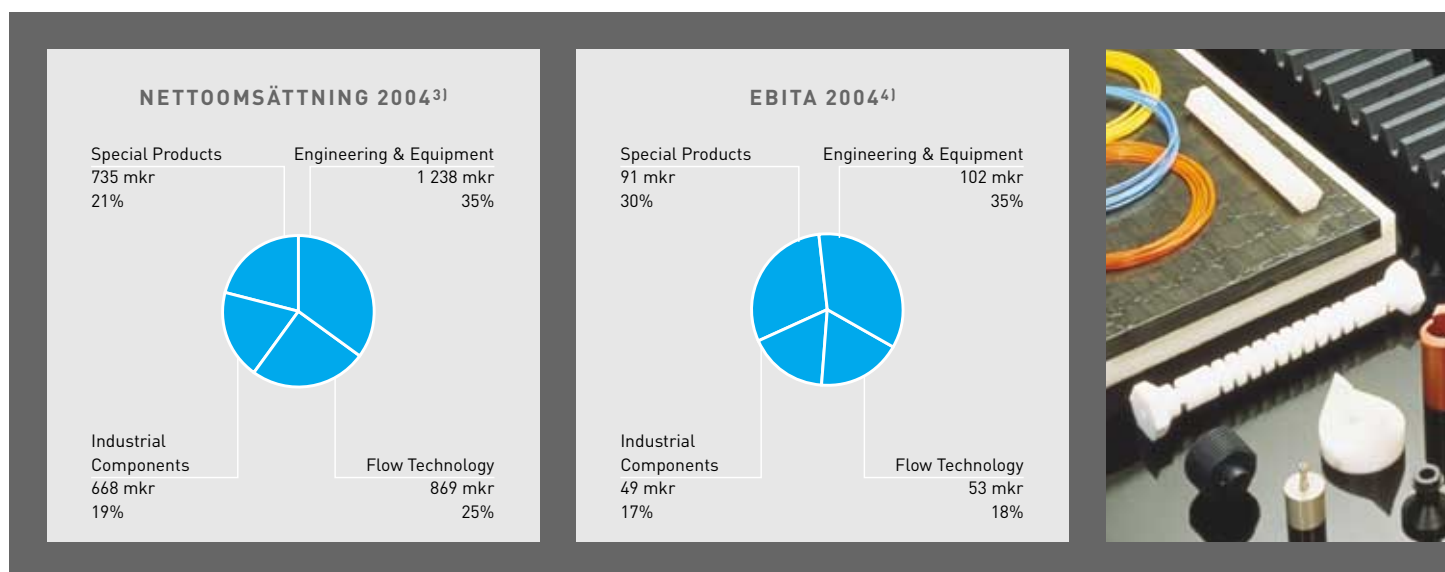 NETTOOMSÄTTNING 2004³⁾
Special Products
735 mkr
21%
Engineering & Equipment
1 238 mkr
35%
Industrial
Components
668 mkr
19%
Flow Technology
869 mkr
25%
EBITA 2004⁴⁾
Special Products
91 mkr
30%
Engineering & Equipment
102 mkr
35%
Industrial
Components
49 mkr
17%
Flow Technology
53 mkr
18%